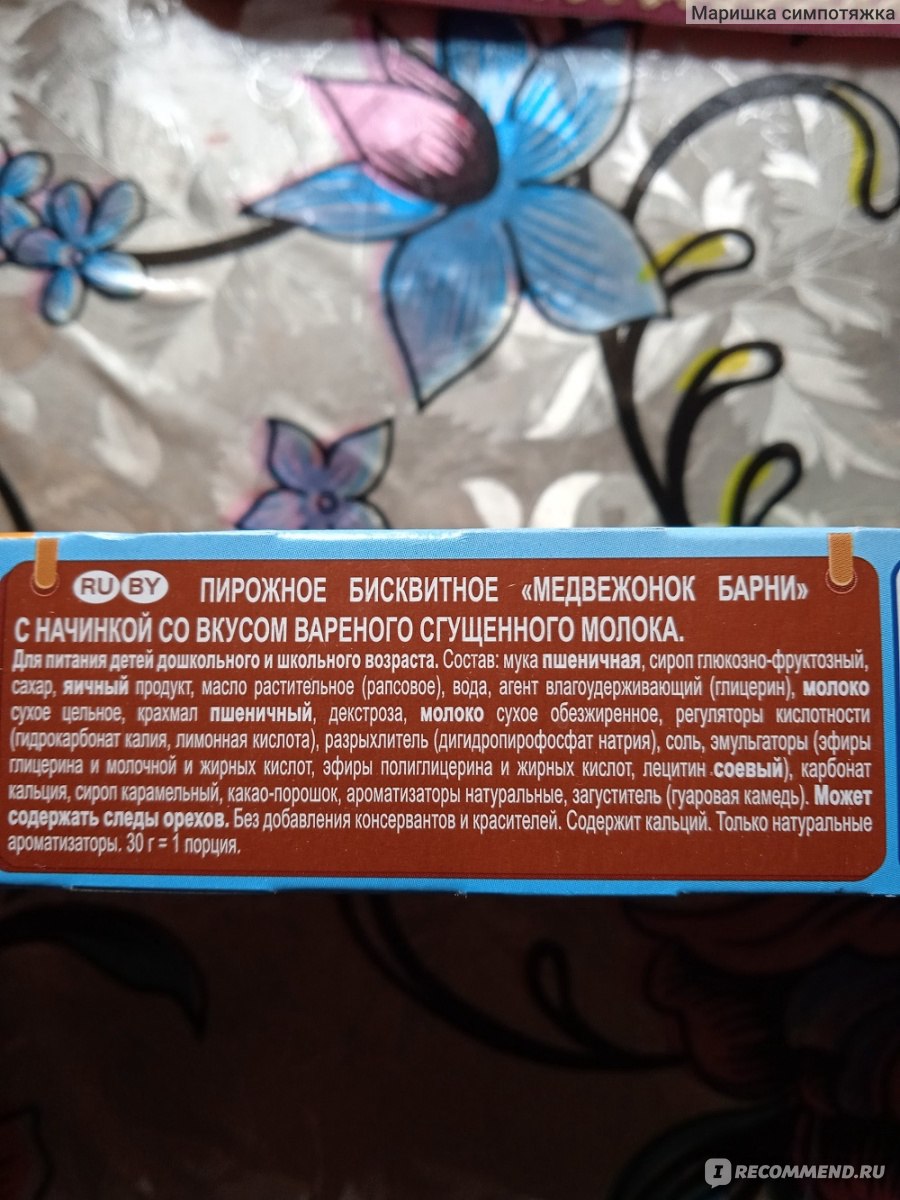 Маришка симпотяжка
RU BY ПИРОЖНОЕ БИСКВИТНОЕ «МЕДВЕЖОНОК БАРНИ»
С НАЧИНКОЙ СО ВКУСОМ ВАРЕНОГО СГУЩЕННОГО МОЛОКА.
Для питания детей дошкольного и школьного возраста. Состав: мука пшеничная, сироп глюкозно-фруктозный,
сахар, яичный продукт, масло растительное (рапсовое), вода, агент влагоудерживающий (глицерин), молоко
сухое цельное, крахмал пшеничный, декстроза, молоко сухое обезжиренное, регуляторы кислотности
(гидрокарбонат калия, лимонная кислота), разрыхлитель (дигидропирофосфат натрия), соль, эмульгаторы (эфиры
глицерина и молочной и жирных кислот, эфиры полиглицерина и жирных кислот, лецитин соевый), карбонат
кальция, сироп карамельный, какао-порошок, ароматизаторы натуральные, загуститель (гуаровая камедь). Может
содержать следы орехов. Без добавления консервантов и красителей. Содержит кальций. Только натуральные
ароматизаторы. 30 г = 1 порция.
IRECOMMEND.RU